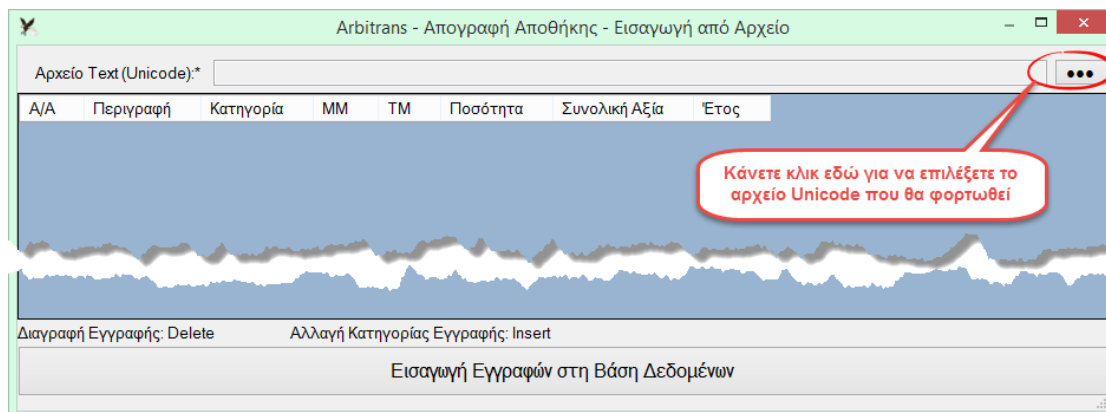 Arbitrans - Απογραφή Αποθήκης - Εισαγωγή από Αρχείο
Αρχείο Text (Unicode):*
Α/Α Περιγραφή Κατηγορία ΜΜ ΤΜ Ποσότητα Συνολική Αξία Έτος
Κάνετε κλικ εδώ για να επιλέξετε το
αρχείο Unicode που θα φορτωθεί
Διαγραφή Εγγραφής: Delete Αλλαγή Κατηγορίας Εγγραφής: Insert
Εισαγωγή Εγγραφών στη Βάση Δεδομένων